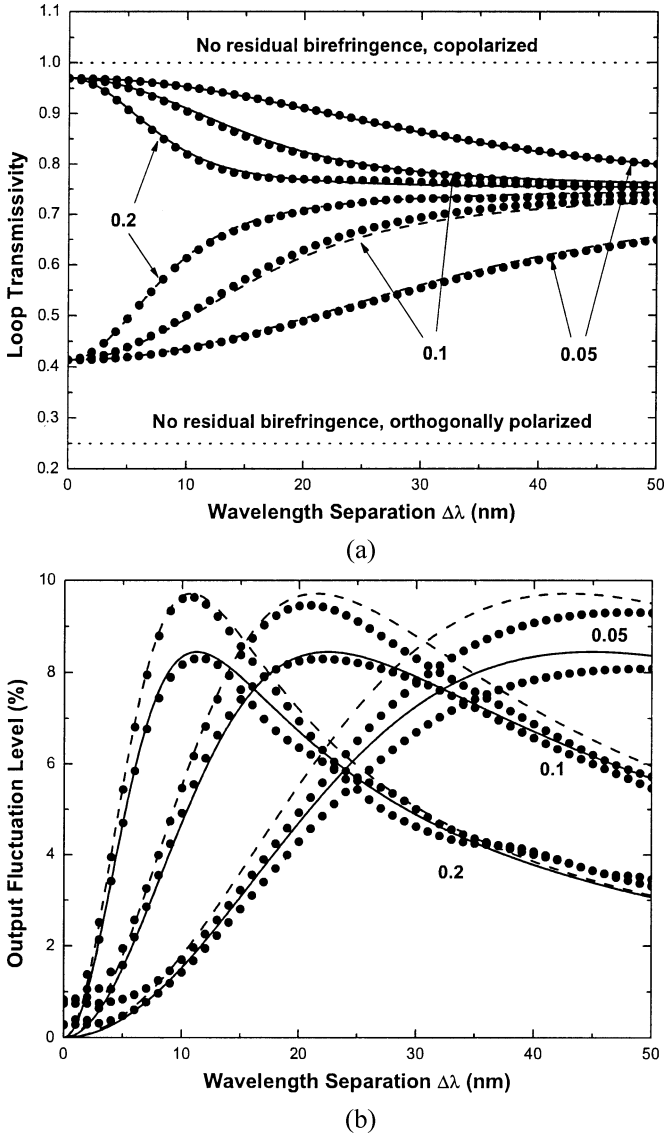 1.1
1.0
0.9
0.8
0.7
0.6
0.5
0.4
0.3
0.2
Loop Transmissivity
No residual birefringence, copolarized
0.2
0.1
0.05
No residual birefringence, orthogonally polarized
0 10 20 30 40 50
Wavelength Separation Δλ (nm)
(a)
10
8
6
4
2
0
Output Fluctuation Level (%)
0.05
0.1
0.2
0 10 20 30 40 50
Wavelength Separation Δλ (nm)
(b)